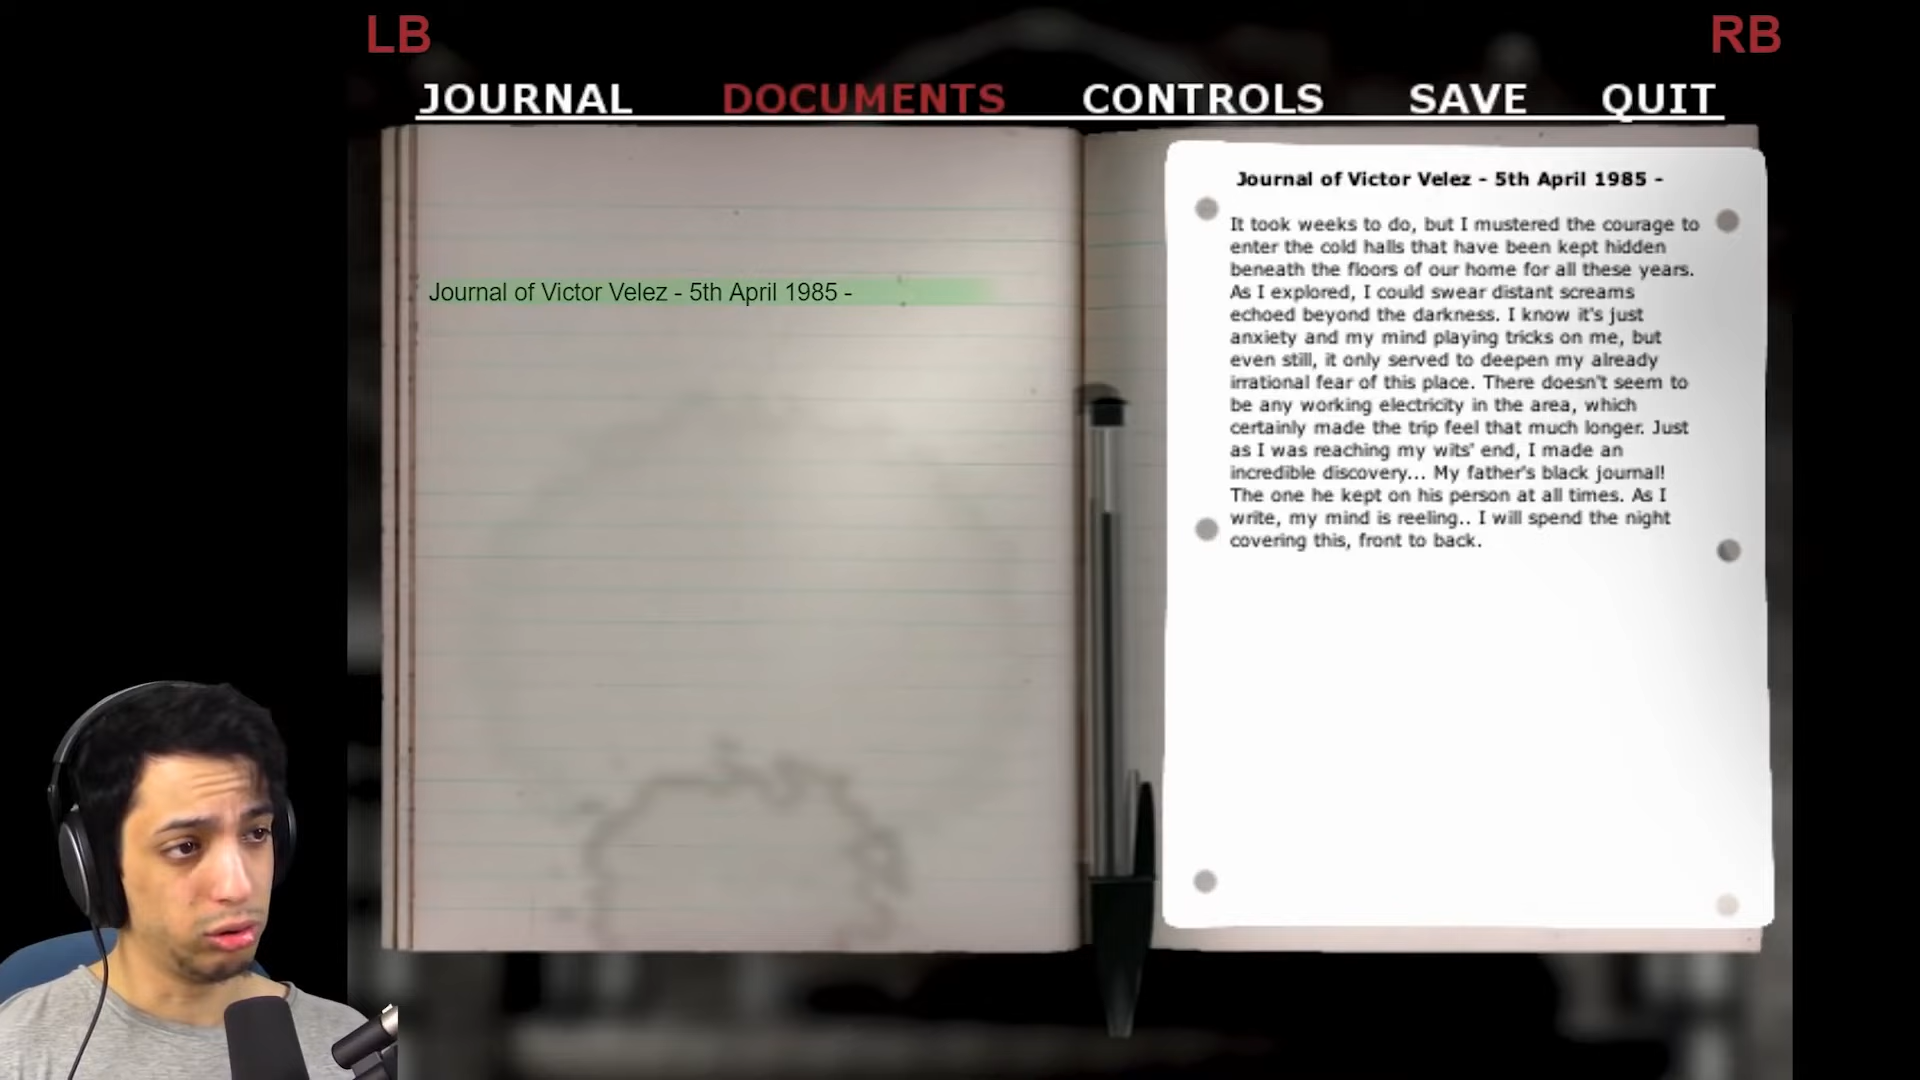 LB
RB
JOURNAL DOCUMENTS CONTROLS SAVE QUIT
Journal of Victor Velez - 5th April 1985 -
Journal of Victor Velez - 5th April 1985 -
It took weeks to do, but I mustered the courage to
enter the cold halls that have been kept hidden
beneath the floors of our home for all these years.
As I explored, I could swear distant screams
echoed beyond the darkness. I know it's just
anxiety and my mind playing tricks on me, but
even still, it only served to deepen my already
irrational fear of this place. There doesn't seem to
be any working electricity in the area, which
certainly made the trip feel that much longer. Just
as I was reaching my wits' end, I made an
incredible discovery... My father's black journal!
The one he kept on his person at all times. As I
write, my mind is reeling.. I will spend the night
covering this, front to back.